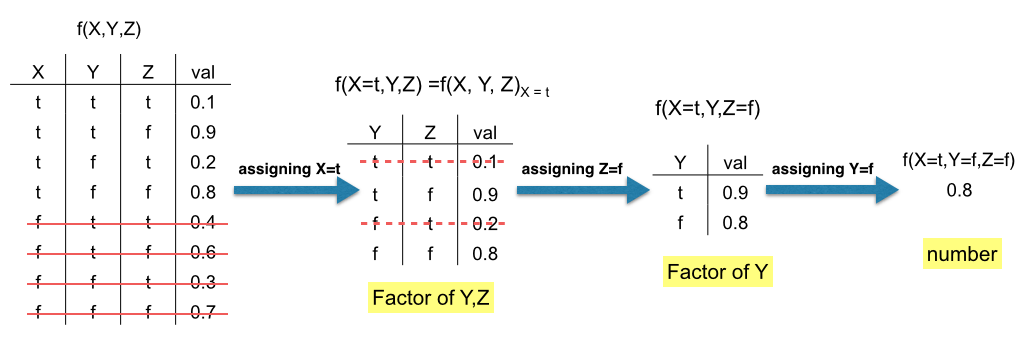 f(X,Y,Z)
X Y Z val
t t t 0.1
t t f 0.9
t f t 0.2
t f f 0.8
f t t 0.4
f t f 0.6
f f t 0.3
f f f 0.7
assigning X=t
f(X=t,Y,Z) =f(X, Y, Z)X = t
Y Z val
t t 0.1
t f 0.9
f t 0.2
f f 0.8
Factor of Y,Z
assigning Z=f
f(X=t,Y,Z=f)
Y val
t 0.9
f 0.8
Factor of Y
assigning Y=f
f(X=t,Y=f,Z=f)
0.8
number